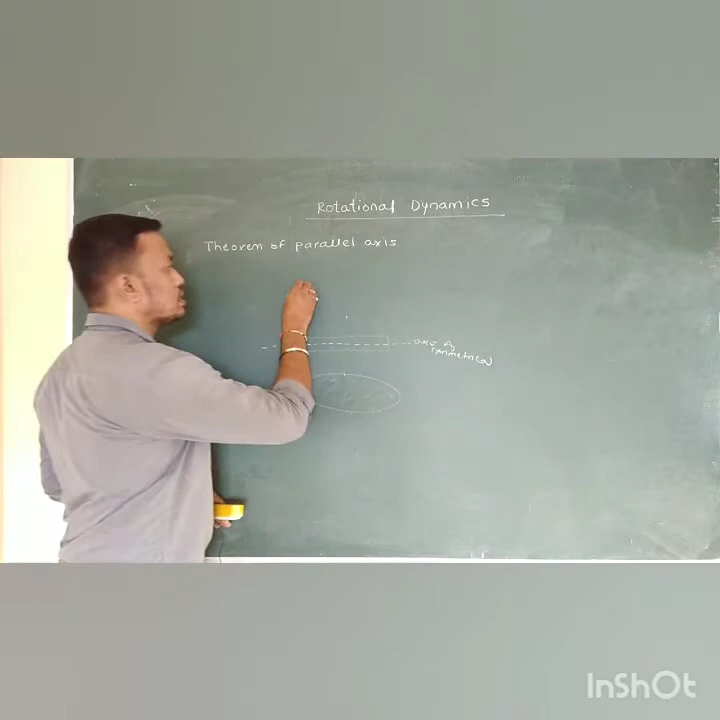 Rotational Dynamics
Theorem of parallel axis
axis of
symmetrical
InShOt